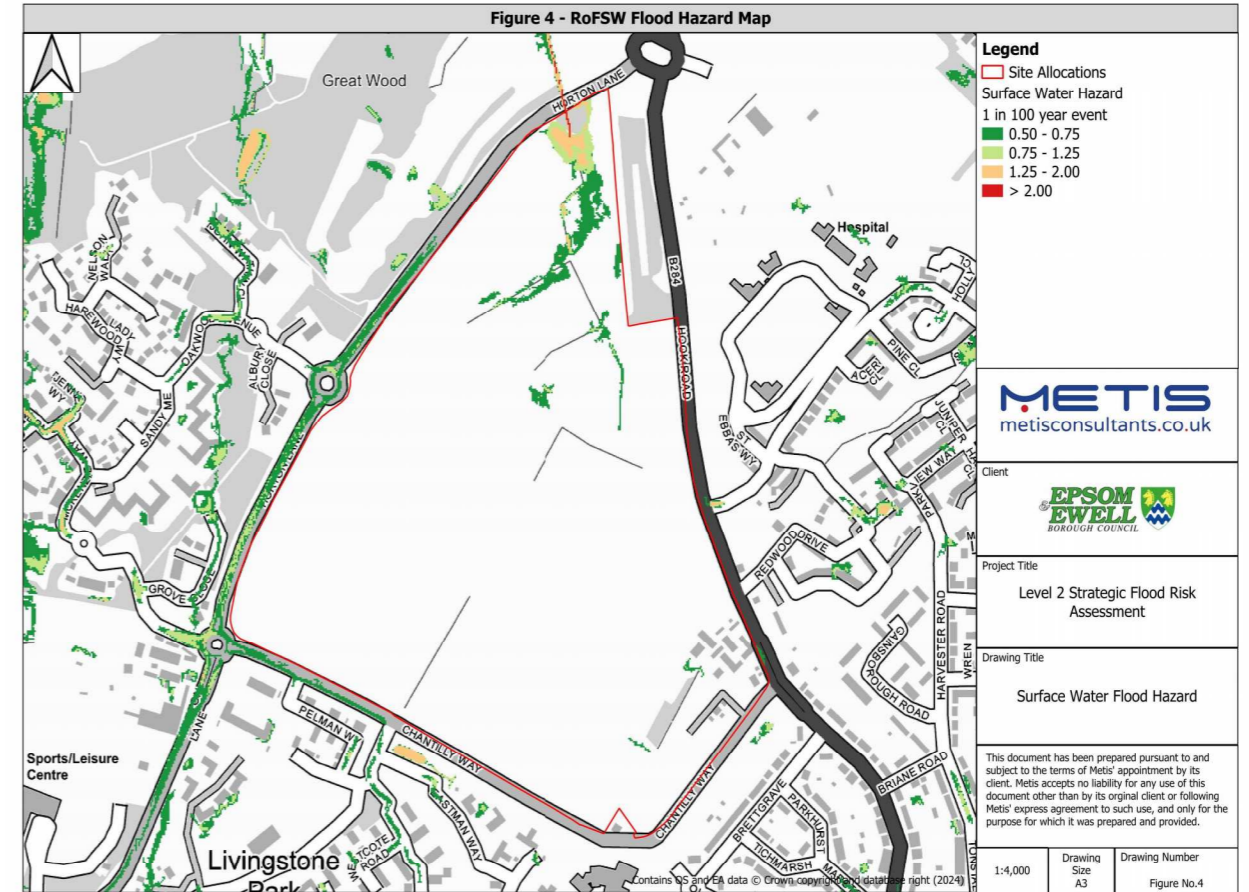 Figure 4 - RoFSW Flood Hazard Map
Great Wood
HORTON LANE
Hospital
B284
HOOK ROAD
NELSON
HAREWOOD
LADY
OAKWOOD
ALBURY
CLOSE
SANDY ME
HOLLY CL
PINE CL
ST
EBBAS WY
JUNIPER
PARKVIEW WAY
GROVE CLOSE
REDWOOD DRIVE
GAINSBOROUGH ROAD
HARVESTER ROAD
WREN
LANE
PELMAN WY
CHANTILLY WAY
CHANTILLY WAY
Sports/Leisure
Centre
BRIANE ROAD
BRETTGRAVE
PARKHURST
TICHMARSH
Livingstone
Park
Contains OS and EA data © Crown copyright and database right (2024)
Legend
Site Allocations
Surface Water Hazard
1 in 100 year event
0.50 - 0.75
0.75 - 1.25
1.25 - 2.00
> 2.00
METIS
metisconsultants.co.uk
Client
EPSOM
& EWELL
BOROUGH COUNCIL
Project Title
Level 2 Strategic Flood Risk
Assessment
Drawing Title
Surface Water Flood Hazard
This document has been prepared pursuant to and
subject to the terms of Metis' appointment by its
client. Metis accepts no liability for any use of this
document other than by its orginal client or following
Metis' express agreement to such use, and only for the
purpose for which it was prepared and provided.
1:4,000
Drawing
Size
A3
Drawing Number
Figure No.4